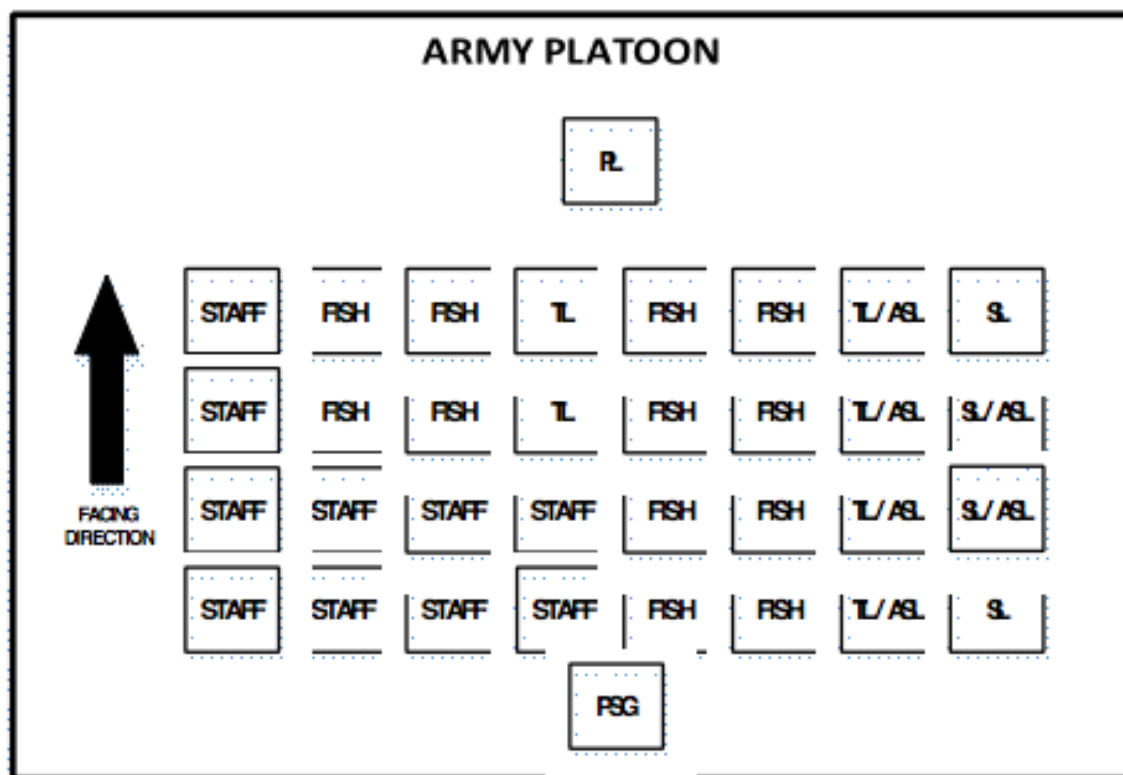 ARMY PLATOON
PL
STAFF FISH FISH TL FISH FISH TL/ASL SL
STAFF FISH FISH TL FISH FISH TL/ASL SL/ASL
FACING
DIRECTION
STAFF STAFF STAFF STAFF FISH FISH TL/ASL SL/ASL
STAFF STAFF STAFF STAFF FISH FISH TL/ASL SL
PSG